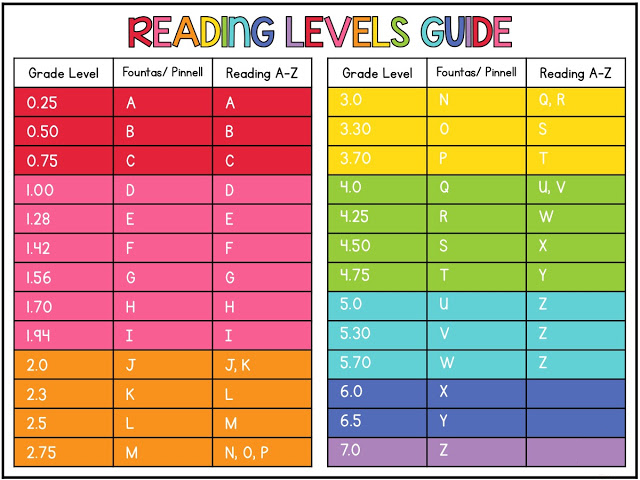 READING LEVELS GUIDE
Grade Level Fountas/ Pinnell Reading A-Z
0.25 A A
0.50 B B
0.75 C C
1.00 D D
1.28 E E
1.42 F F
1.56 G G
1.70 H H
1.94 I I
2.0 J J, K
2.3 K L
2.5 L M
2.75 M N, O, P
Grade Level Fountas/ Pinnell Reading A-Z
3.0 N Q, R
3.30 O S
3.70 P T
4.0 Q U, V
4.25 R W
4.50 S X
4.75 T Y
5.0 U Z
5.30 V Z
5.70 W Z
6.0 X
6.5 Y
7.0 Z